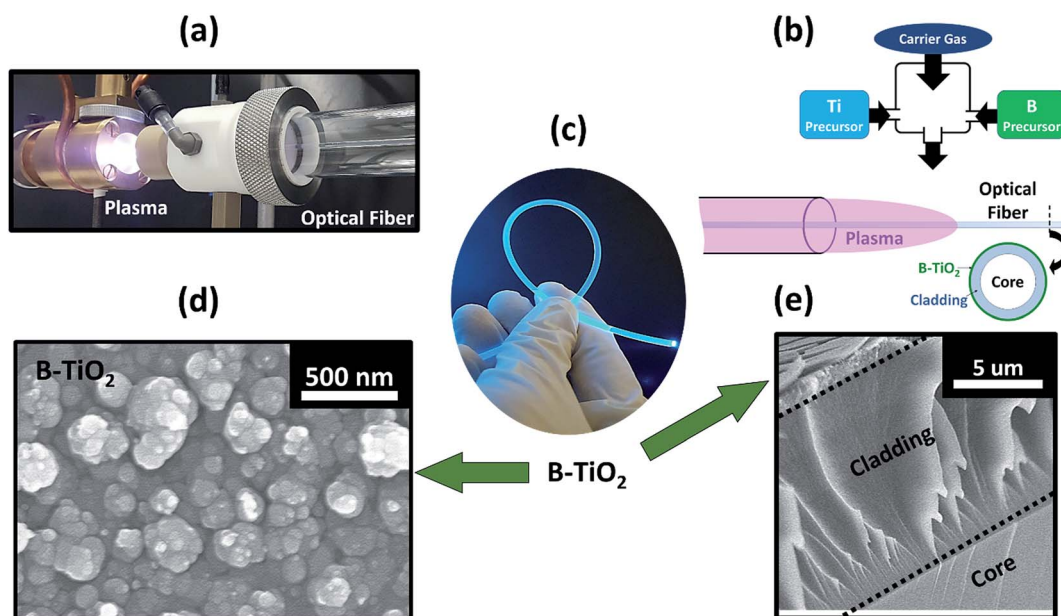 (a)
Plasma
Optical Fiber
(b)
Carrier Gas
Ti
Precursor
B
Precursor
Optical
Fiber
Plasma
B-TiO₂
Cladding
Core
(c)
B-TiO₂
(d)
B-TiO₂
500 nm
(e)
5 um
Cladding
Core